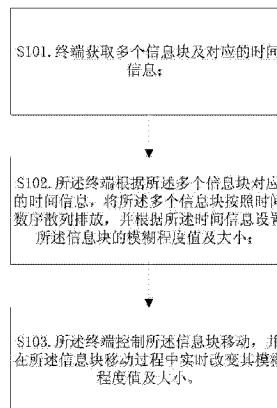 S101.终端获取多个信息块及对应的时间
信息；
S102.所述终端根据所述多个信息块对应
的时间信息，将所述多个信息块按照时间
数序散列排放，并根据所述时间信息设置
所述信息块的模糊程度值及大小；
S103.所述终端控制所述信息块移动，并
在所述信息块移动过程中实时改变其模糊
程度值及大小。